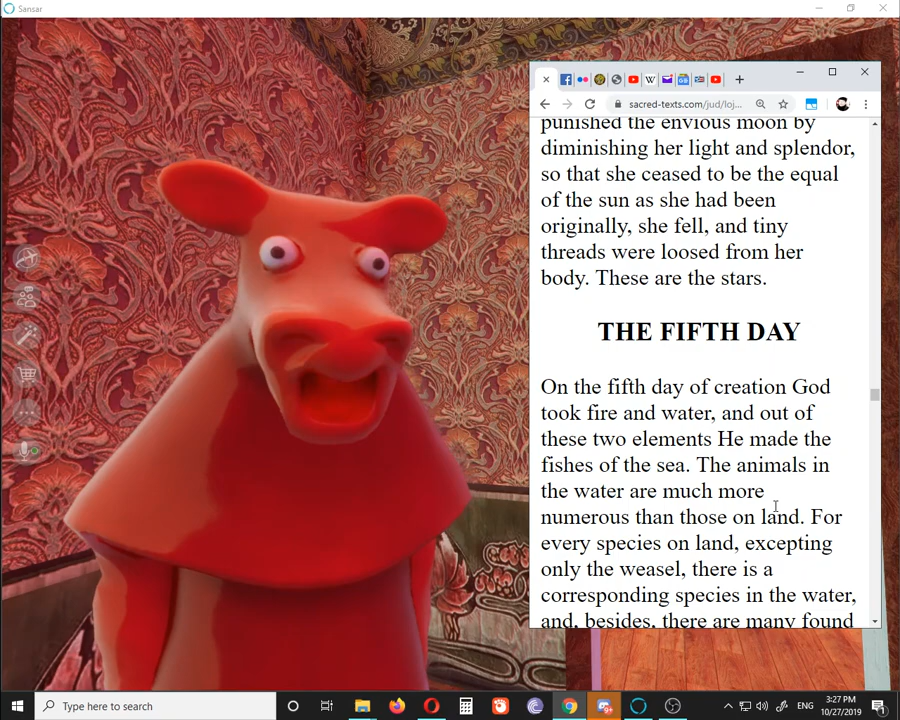 Sansar
sacred-texts.com/jud/loj...
punished the envious moon by
diminishing her light and splendor,
so that she ceased to be the equal
of the sun as she had been
originally, she fell, and tiny
threads were loosed from her
body. These are the stars.
THE FIFTH DAY
On the fifth day of creation God
took fire and water, and out of
these two elements He made the
fishes of the sea. The animals in
the water are much more
numerous than those on land. For
every species on land, excepting
only the weasel, there is a
corresponding species in the water,
and, besides, there are many found
Type here to search
3:27 PM
10/27/2019